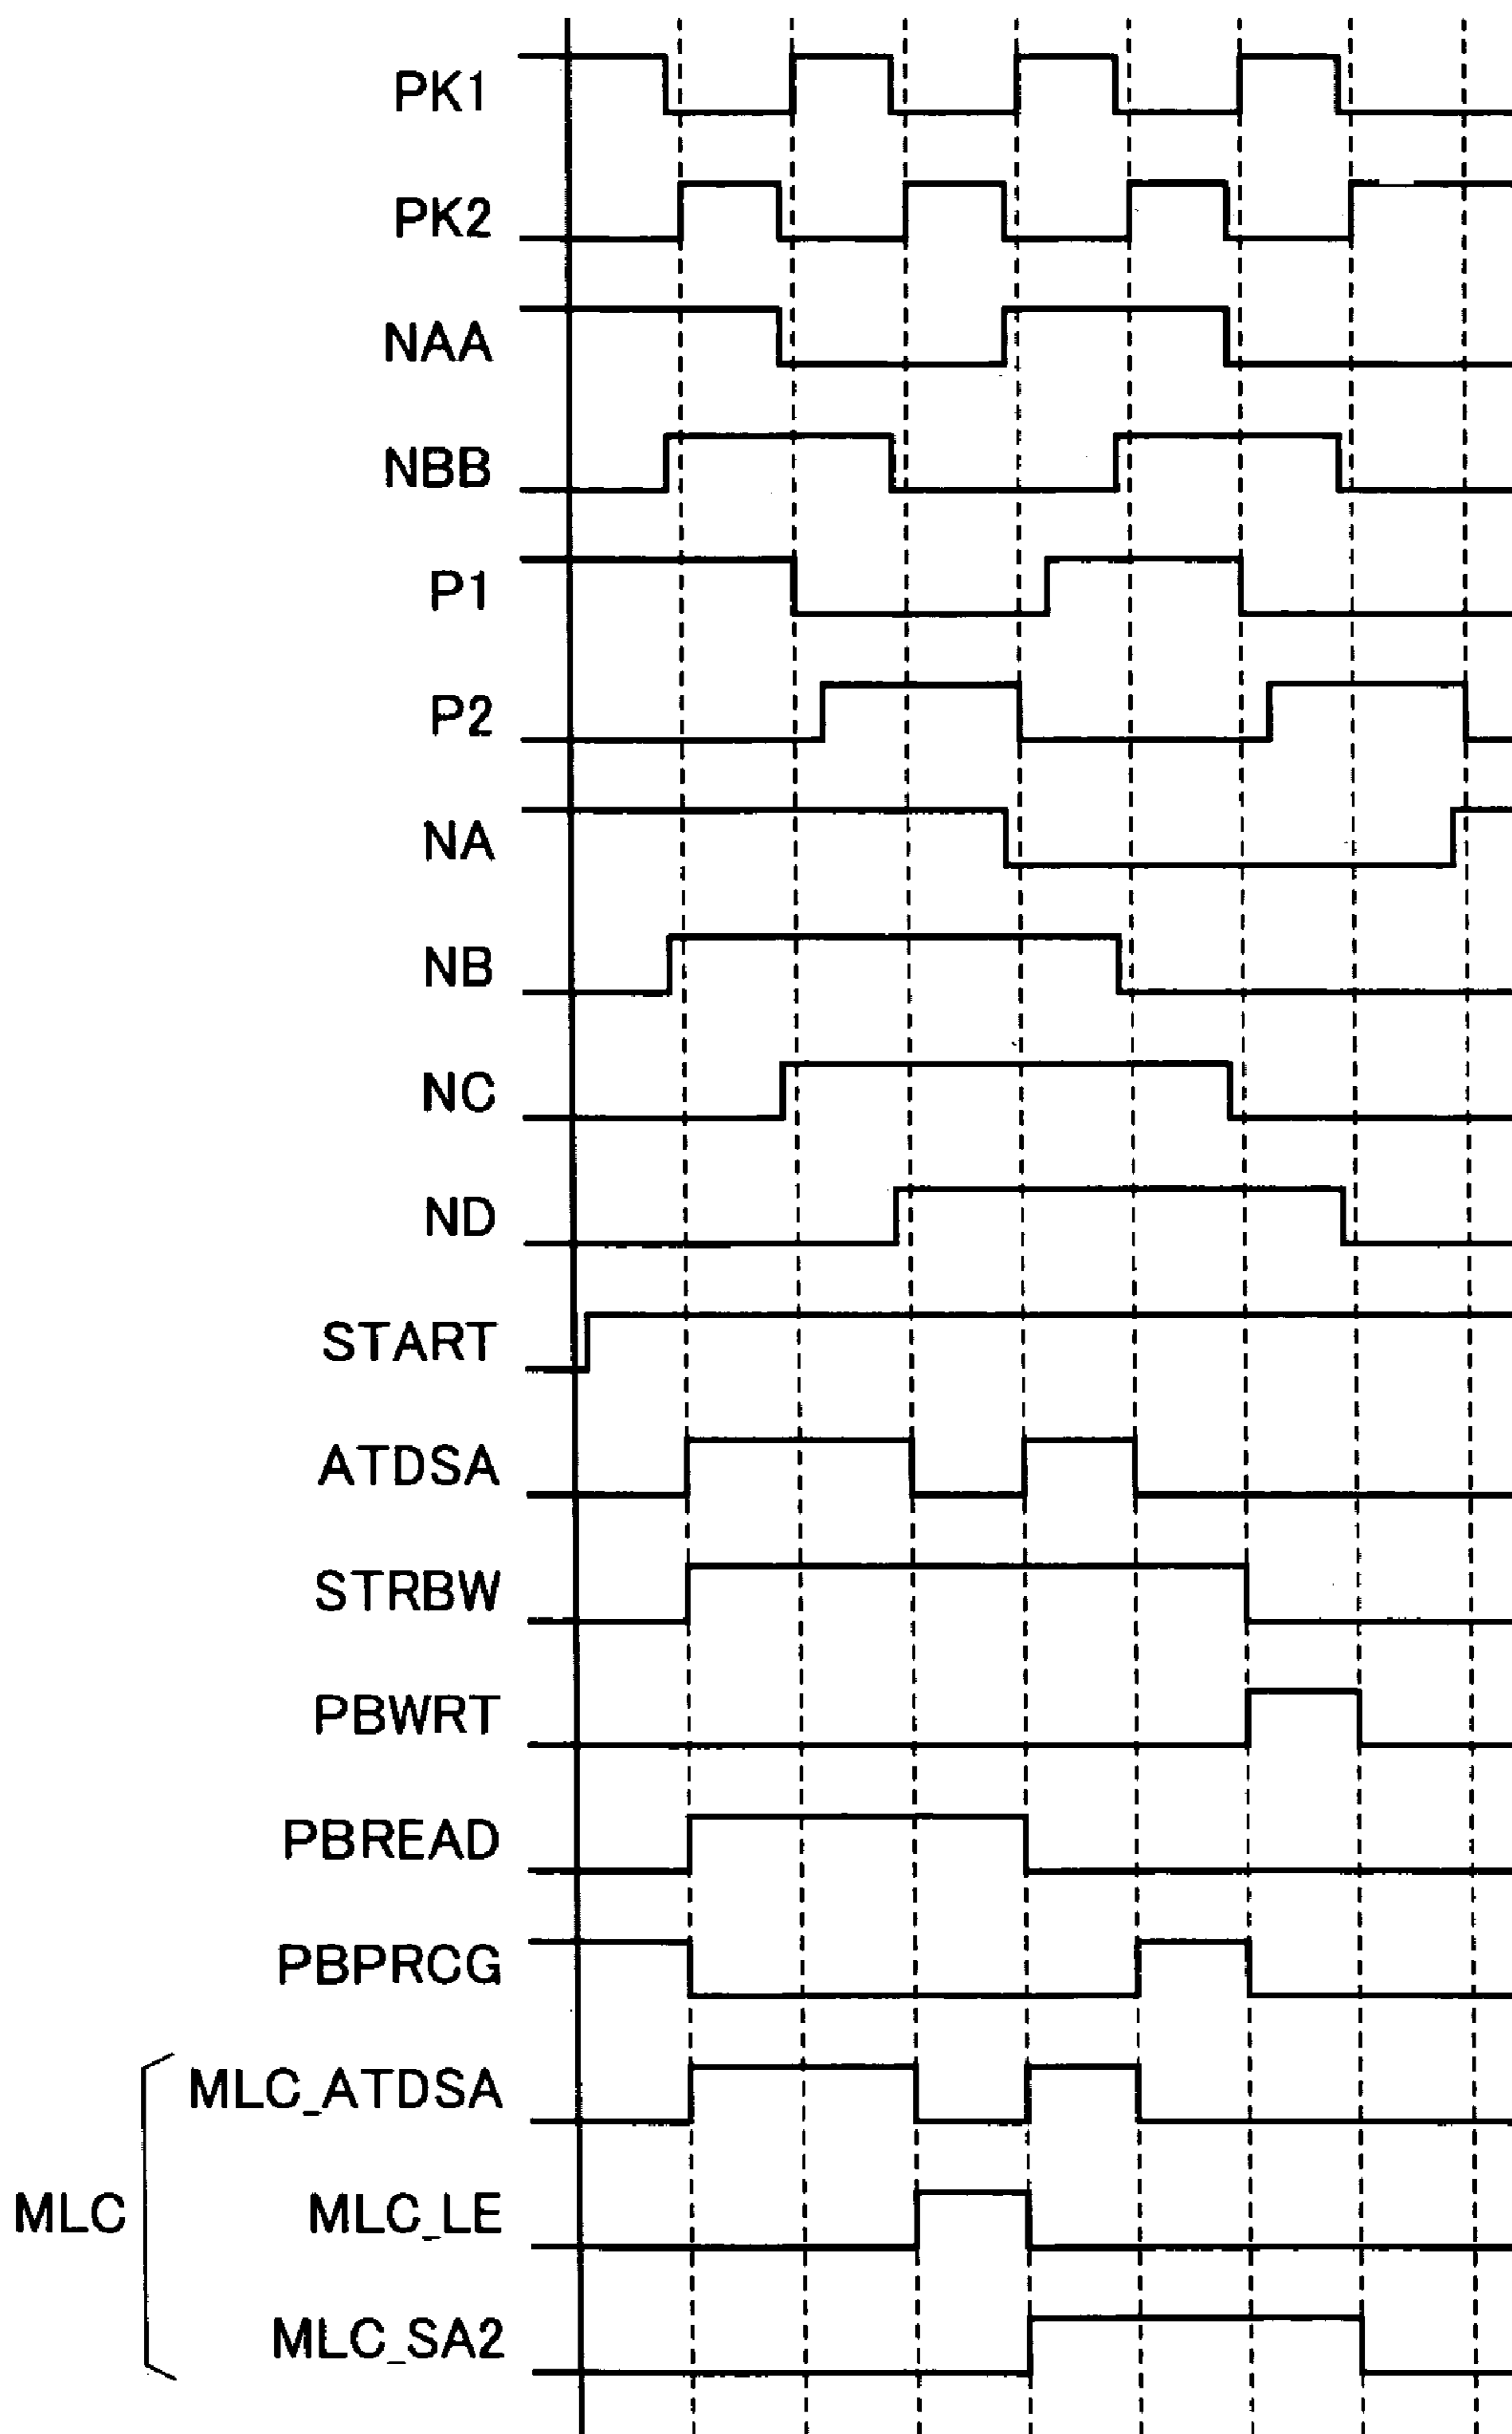 PK1
PK2
NAA
NBB
P1
P2
NA
NB
NC
ND
START
ATDSA
STRBW
PBWRT
PBREAD
PBPRCG
MLC_ATDSA
MLC MLC_LE
MLC_SA2